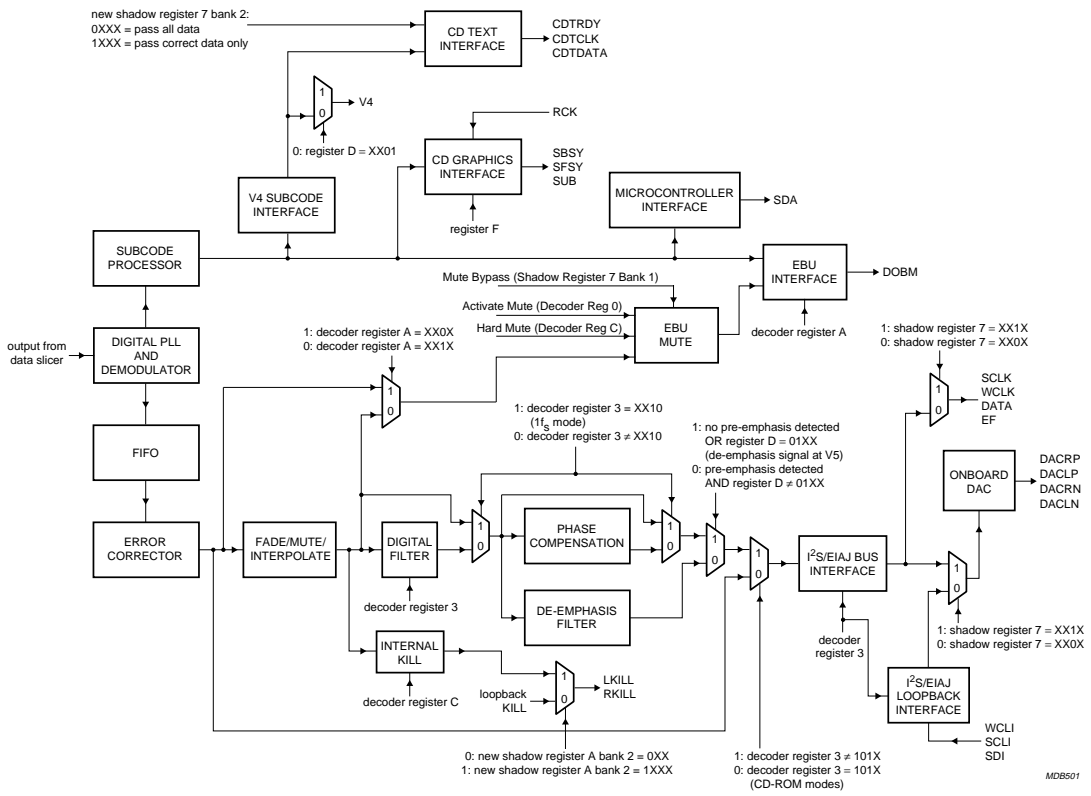 new shadow register 7 bank 2:
0XXX = pass all data
1XXX = pass correct data only
CD TEXT
INTERFACE
CDTRDY
CDTCLK
CDTDATA
1
0
V4
0: register D = XX01
RCK
CD GRAPHICS
INTERFACE
SBSY
SFSY
SUB
register F
V4 SUBCODE
INTERFACE
MICROCONTROLLER
INTERFACE
SDA
SUBCODE
PROCESSOR
EBU
INTERFACE
DOBM
decoder register A
Mute Bypass (Shadow Register 7 Bank 1)
Activate Mute (Decoder Reg 0)
Hard Mute (Decoder Reg C)
EBU
MUTE
output from
data slicer
DIGITAL PLL
AND
DEMODULATOR
1: decoder register A = XX0X
0: decoder register A = XX1X
1
0
1: shadow register 7 = XX1X
0: shadow register 7 = XX0X
1
0
SCLK
WCLK
DATA
EF
FIFO
1: decoder register 3 = XX10
(1fs mode)
0: decoder register 3 ≠ XX10
1: no pre-emphasis detected
OR register D = 01XX
(de-emphasis signal at V5)
0: pre-emphasis detected
AND register D ≠ 01XX
ONBOARD
DAC
DACRP
DACLP
DACRN
DACLN
ERROR
CORRECTOR
FADE/MUTE/
INTERPOLATE
DIGITAL
FILTER
decoder register 3
1
0
PHASE
COMPENSATION
1
0
1
0
1
0
I2S/EIAJ BUS
INTERFACE
1
0
DE-EMPHASIS
FILTER
decoder
register 3
1: shadow register 7 = XX1X
0: shadow register 7 = XX0X
INTERNAL
KILL
decoder register C
loopback
KILL
1
0
LKILL
RKILL
I2S/EIAJ
LOOPBACK
INTERFACE
WCLI
SCLI
SDI
0: new shadow register A bank 2 = 0XX
1: new shadow register A bank 2 = 1XXX
1: decoder register 3 ≠ 101X
0: decoder register 3 = 101X
(CD-ROM modes)
MDB501